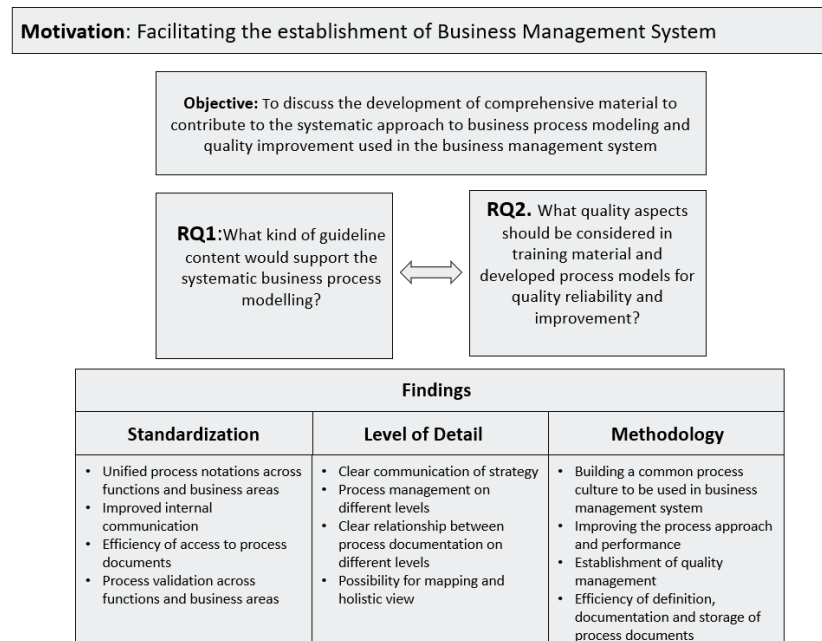 Motivation: Facilitating the establishment of Business Management System
Objective: To discuss the development of comprehensive material to
contribute to the systematic approach to business process modeling and
quality improvement used in the business management system
RQ1:What kind of guideline
content would support the
systematic business process
modelling?
RQ2. What quality aspects
should be considered in
training material and
developed process models for
quality reliability and
improvement?
Findings
Standardization
• Unified process notations across
functions and business areas
• Improved internal
communication
• Efficiency of access to process
documents
• Process validation across
functions and business areas
Level of Detail
• Clear communication of strategy
• Process management on
different levels
• Clear relationship between
process documentation on
different levels
• Possibility for mapping and
holistic view
Methodology
• Building a common process
culture to be used in business
management system
• Improving the process approach
and performance
• Establishment of quality
management
• Efficiency of definition,
documentation and storage of
process documents